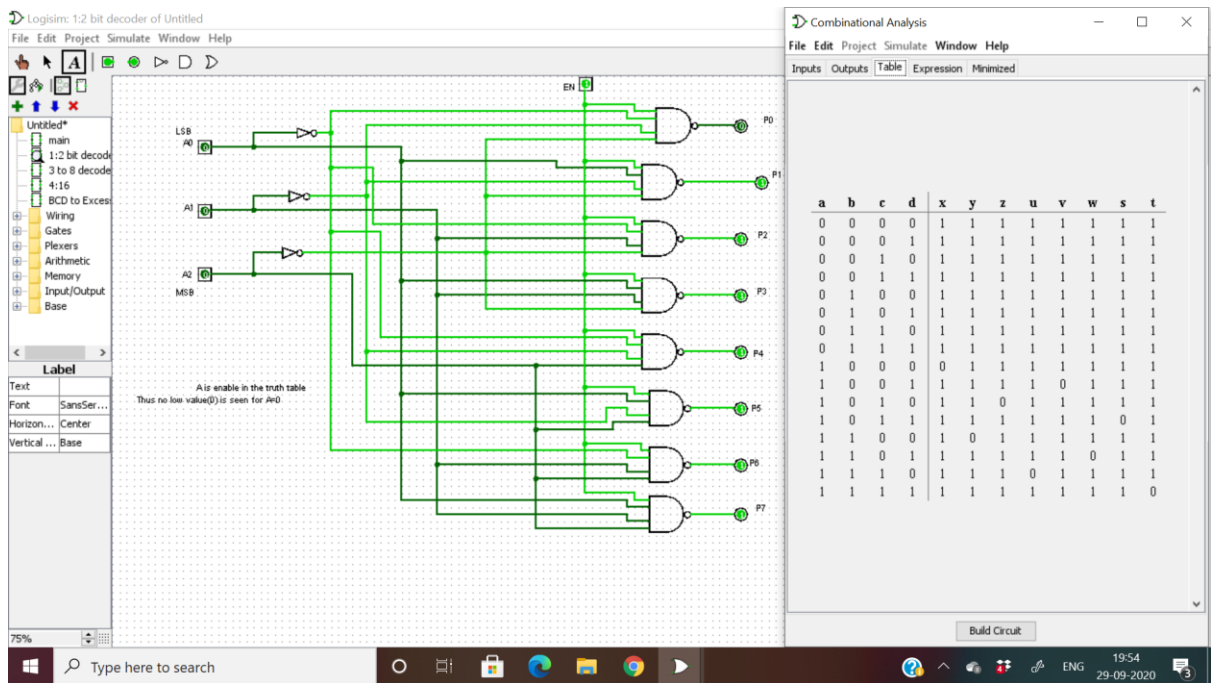 Logisim: 1:2 bit decoder of Untitled
File Edit Project Simulate Window Help
A
Untitled*
main
1:2 bit decode
3 to 8 decode
4:16
BCD to Excess
Wiring
Gates
Plexers
Arithmetic
Memory
Input/Output
Base
Label
Text
Font SansSer...
Horizon... Center
Vertical ... Base
75%
EN 1
LSB
A0 0
A1 0
A2 0
MSB
A is enable in the truth table
Thus no low value(0) is seen for A=0
0 P0
1 P1
1 P2
1 P3
1 P4
1 P5
1 P6
1 P7
Combinational Analysis
File Edit Project Simulate Window Help
Inputs Outputs Table Expression Minimized
a b c d x y z u v w s t
0 0 0 0 1 1 1 1 1 1 1 1
0 0 0 1 1 1 1 1 1 1 1 1
0 0 1 0 1 1 1 1 1 1 1 1
0 0 1 1 1 1 1 1 1 1 1 1
0 1 0 0 1 1 1 1 1 1 1 1
0 1 0 1 1 1 1 1 1 1 1 1
0 1 1 0 1 1 1 1 1 1 1 1
0 1 1 1 1 1 1 1 1 1 1 1
1 0 0 0 0 1 1 1 1 1 1 1
1 0 0 1 1 1 1 1 0 1 1 1
1 0 1 0 1 1 0 1 1 1 1 1
1 0 1 1 1 1 1 1 1 1 0 1
1 1 0 0 1 0 1 1 1 1 1 1
1 1 0 1 1 1 1 1 1 0 1 1
1 1 1 0 1 1 1 0 1 1 1 1
1 1 1 1 1 1 1 1 1 1 1 0
Build Circuit
Type here to search
ENG
19:54
29-09-2020
3